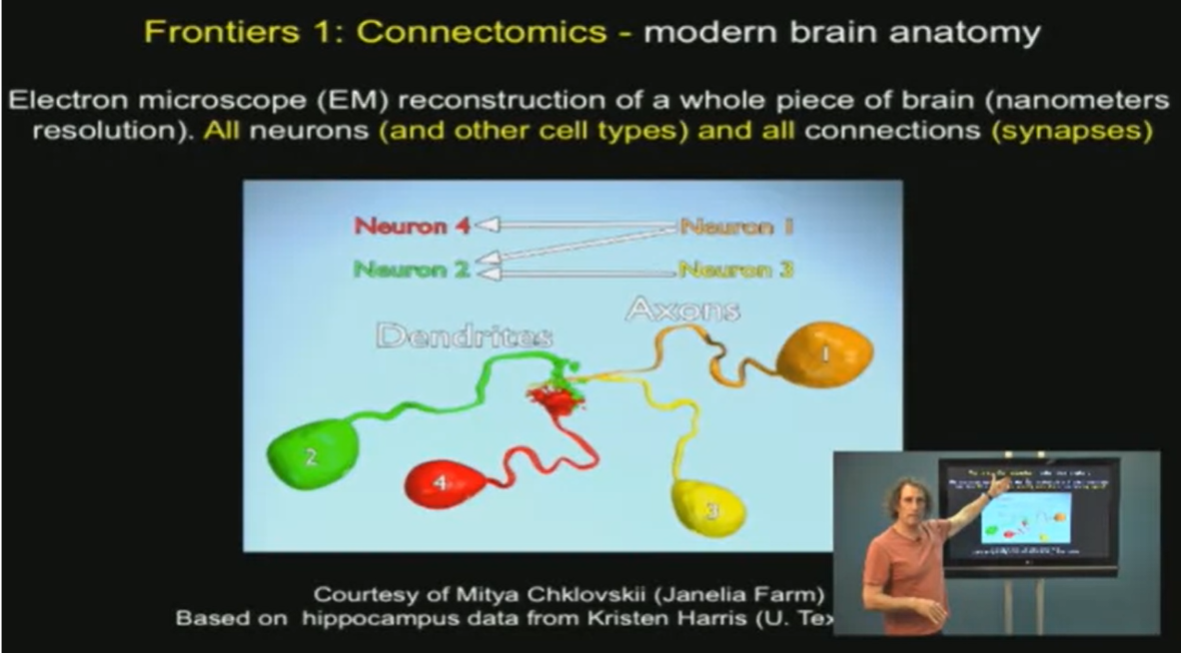 Frontiers 1: Connectomics - modern brain anatomy
Electron microscope (EM) reconstruction of a whole piece of brain (nanometers
resolution). All neurons (and other cell types) and all connections (synapses)
Neuron 4
Neuron 1
Neuron 2
Neuron 3
Axons
Dendrites
1
2
4
3
Courtesy of Mitya Chklovskii (Janelia Farm)
Based on hippocampus data from Kristen Harris (U. Tex